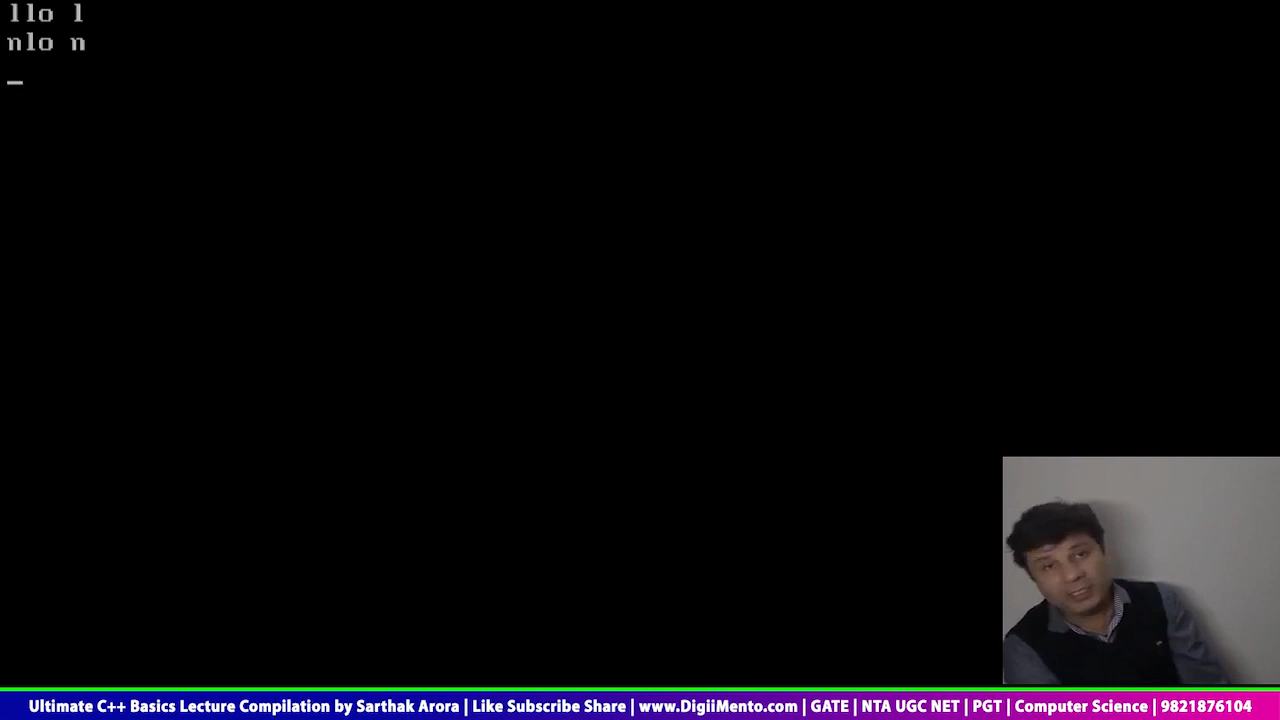 llo l
nlo n
_
Ultimate C++ Basics Lecture Compilation by Sarthak Arora | Like Subscribe Share | www.DigiiMento.com | GATE | NTA UGC NET | PGT | Computer Science | 9821876104